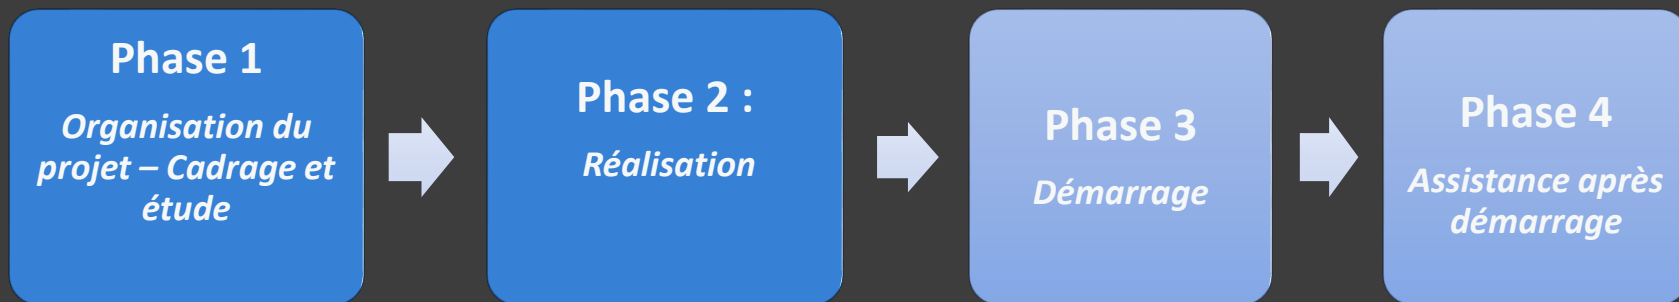 Phase 1
Organisation du
projet – Cadrage et
étude
Phase 2 :
Réalisation
Phase 3
Démarrage
Phase 4
Assistance après
démarrage